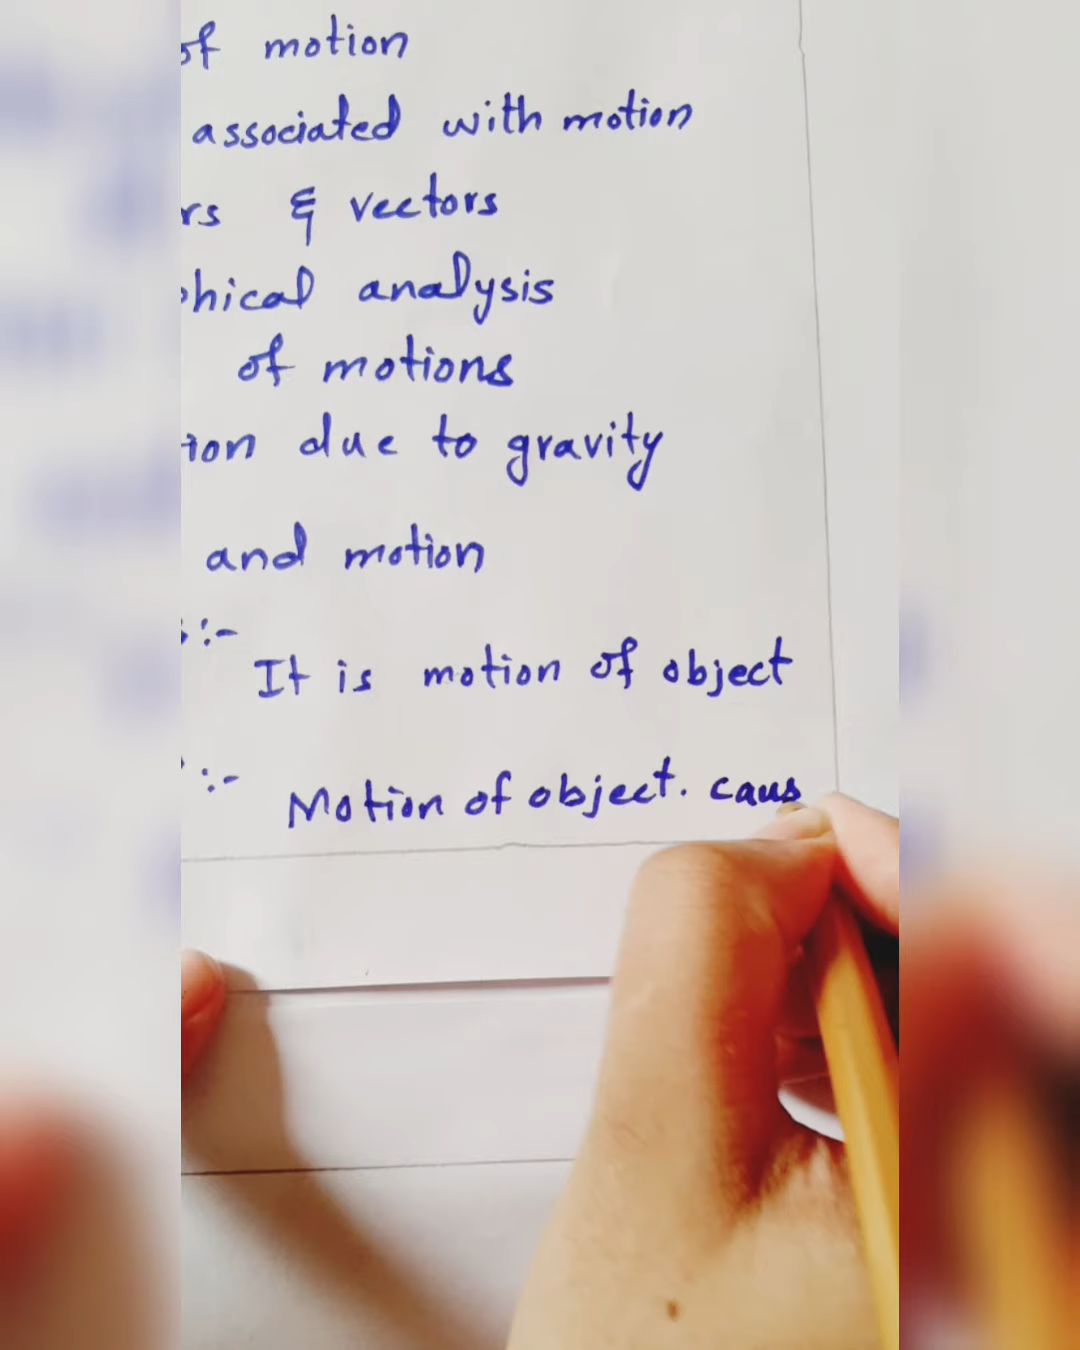 of motion
associated with motion
rs & vectors
phical analysis
of motions
ion due to gravity
and motion
s:-
It is motion of object
:-
Motion of object. caus